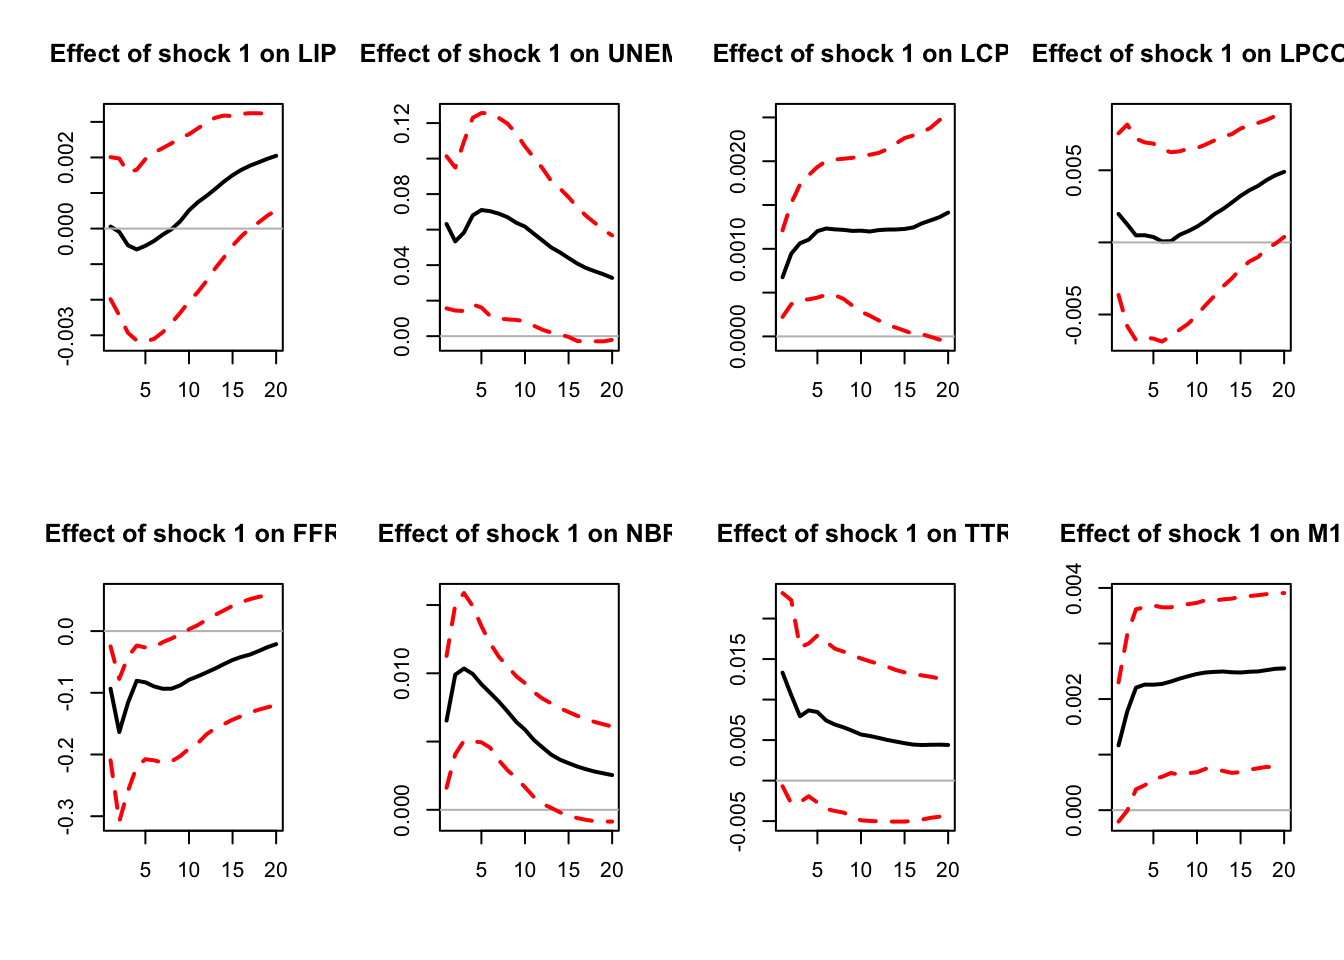 Effect of shock 1 on LIP
Effect of shock 1 on UNEM
Effect of shock 1 on LCP
Effect of shock 1 on LPCO
0.002
0.000
-0.003
5 10 15 20
0.12
0.08
0.04
0.00
5 10 15 20
0.0020
0.0010
0.0000
5 10 15 20
0.005
-0.005
5 10 15 20
Effect of shock 1 on FFR
Effect of shock 1 on NBR
Effect of shock 1 on TTR
Effect of shock 1 on M1
0.0
-0.1
-0.2
-0.3
5 10 15 20
0.010
0.000
5 10 15 20
0.015
0.005
-0.005
5 10 15 20
0.004
0.002
0.000
5 10 15 20